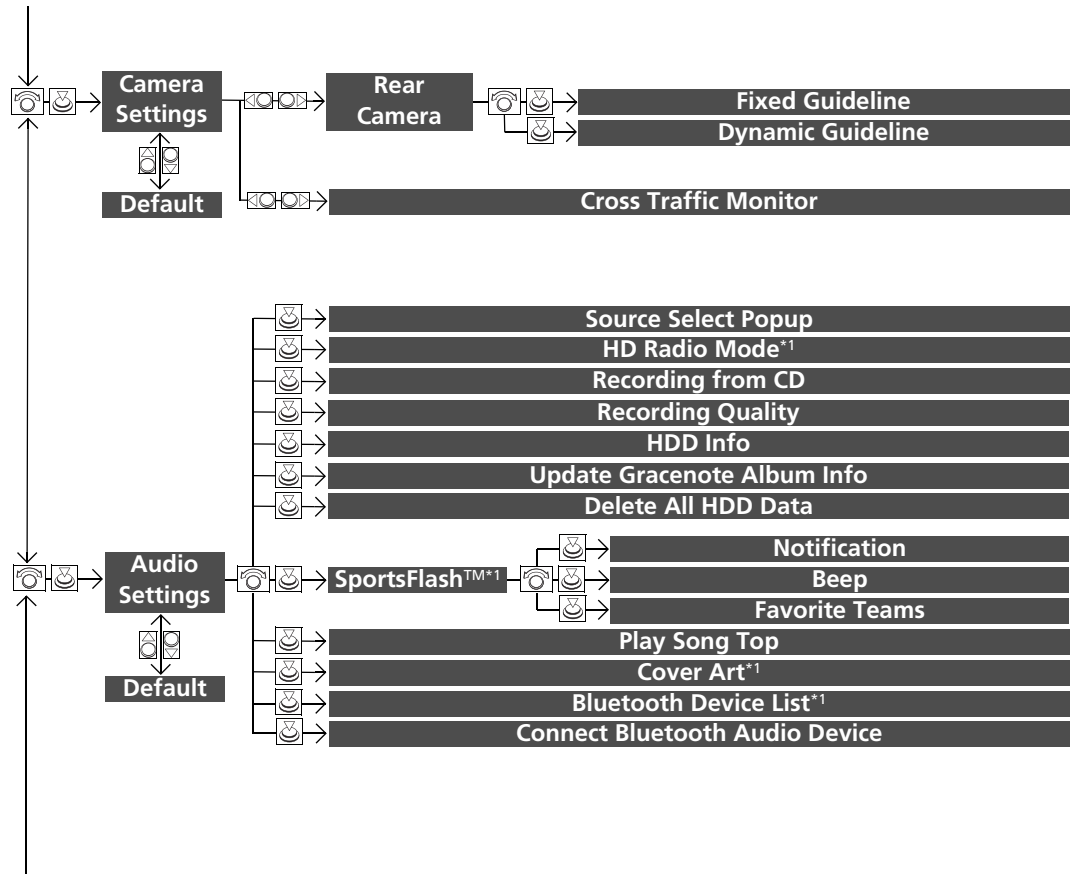 Camera
Settings
Rear
Camera
Fixed Guideline
Dynamic Guideline
Default
Cross Traffic Monitor
Source Select Popup
HD Radio Mode*1
Recording from CD
Recording Quality
HDD Info
Update Gracenote Album Info
Delete All HDD Data
Audio
Settings
SportsFlash™*1
Notification
Beep
Favorite Teams
Default
Play Song Top
Cover Art*1
Bluetooth Device List*1
Connect Bluetooth Audio Device